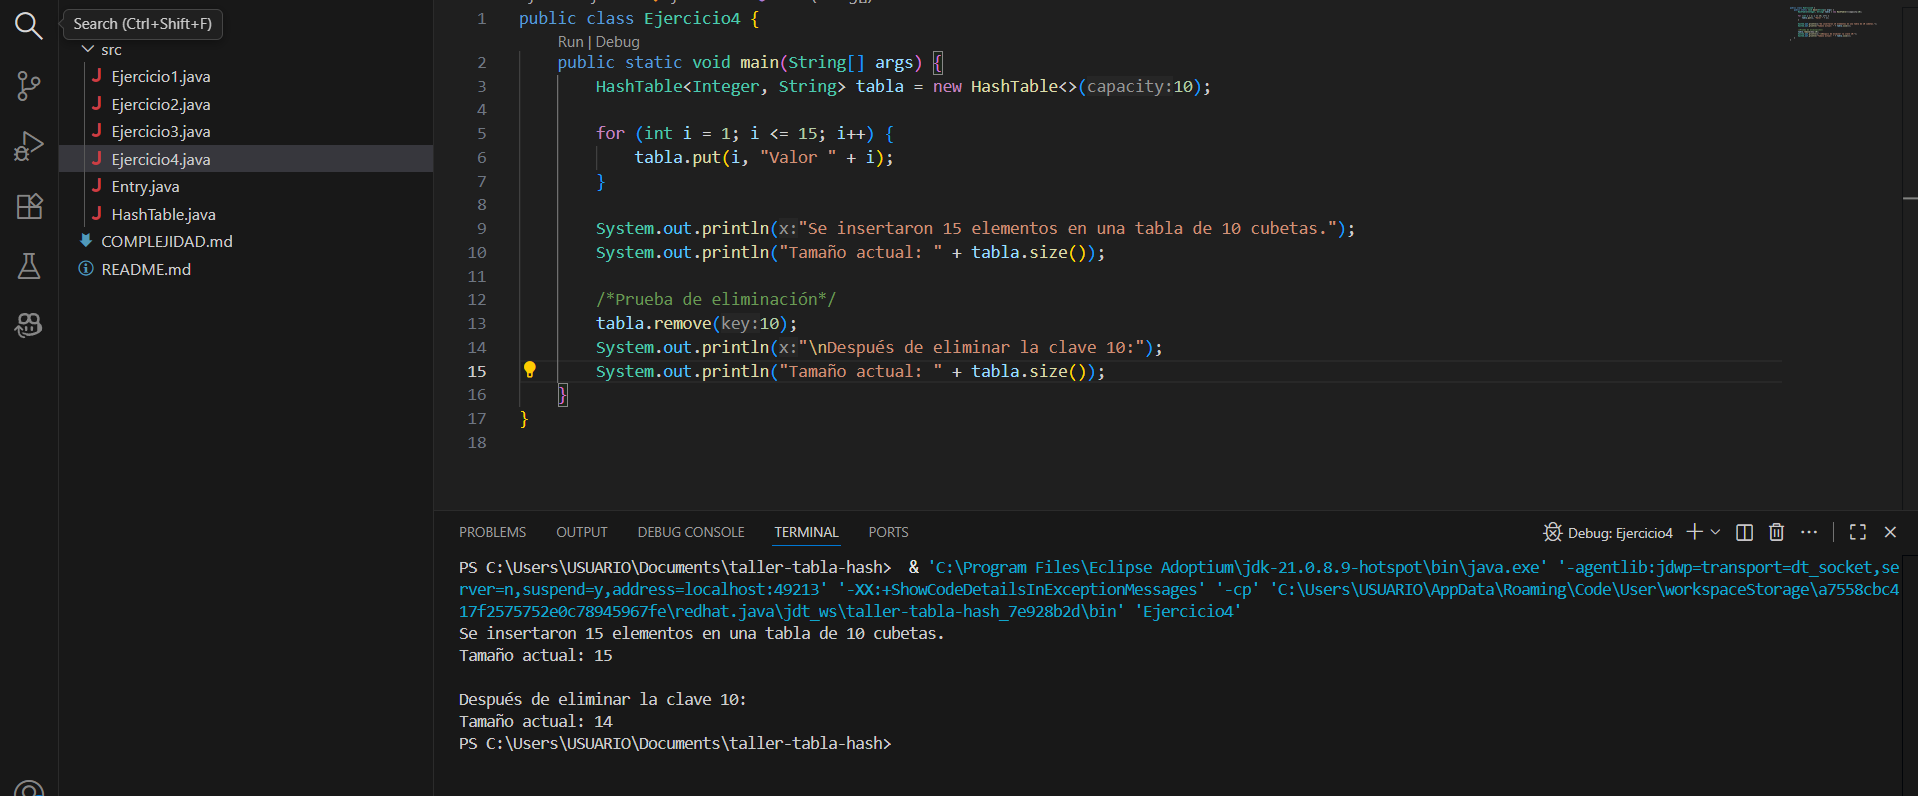 Search (Ctrl+Shift+F)
src
Ejercicio1.java
Ejercicio2.java
Ejercicio3.java
Ejercicio4.java
Entry.java
HashTable.java
COMPLEJIDAD.md
README.md
1 public class Ejercicio4 {
Run | Debug
2 public static void main(String[] args) {
3 HashTable<Integer, String> tabla = new HashTable<>(capacity:10);
4
5 for (int i = 1; i <= 15; i++) {
6 tabla.put(i, "Valor " + i);
7 }
8
9 System.out.println(x:"Se insertaron 15 elementos en una tabla de 10 cubetas.");
10 System.out.println("Tamaño actual: " + tabla.size());
11
12 /*Prueba de eliminación*/
13 tabla.remove(key:10);
14 System.out.println(x:"\nDespués de eliminar la clave 10:");
15 System.out.println("Tamaño actual: " + tabla.size());
16 }
17 }
18
PROBLEMS OUTPUT DEBUG CONSOLE TERMINAL PORTS
Debug: Ejercicio4
PS C:\Users\USUARIO\Documents\taller-tabla-hash>  & 'C:\Program Files\Eclipse Adoptium\jdk-21.0.8.9-hotspot\bin\java.exe' '-agentlib:jdwp=transport=dt_socket,se
rver=n,suspend=y,address=localhost:49213' '-XX:+ShowCodeDetailsInExceptionMessages' '-cp' 'C:\Users\USUARIO\AppData\Roaming\Code\User\workspaceStorage\a7558cbc4
17f2575752e0c78945967fe\redhat.java\jdt_ws\taller-tabla-hash_7e928b2d\bin' 'Ejercicio4'
Se insertaron 15 elementos en una tabla de 10 cubetas.
Tamaño actual: 15
Después de eliminar la clave 10:
Tamaño actual: 14
PS C:\Users\USUARIO\Documents\taller-tabla-hash>